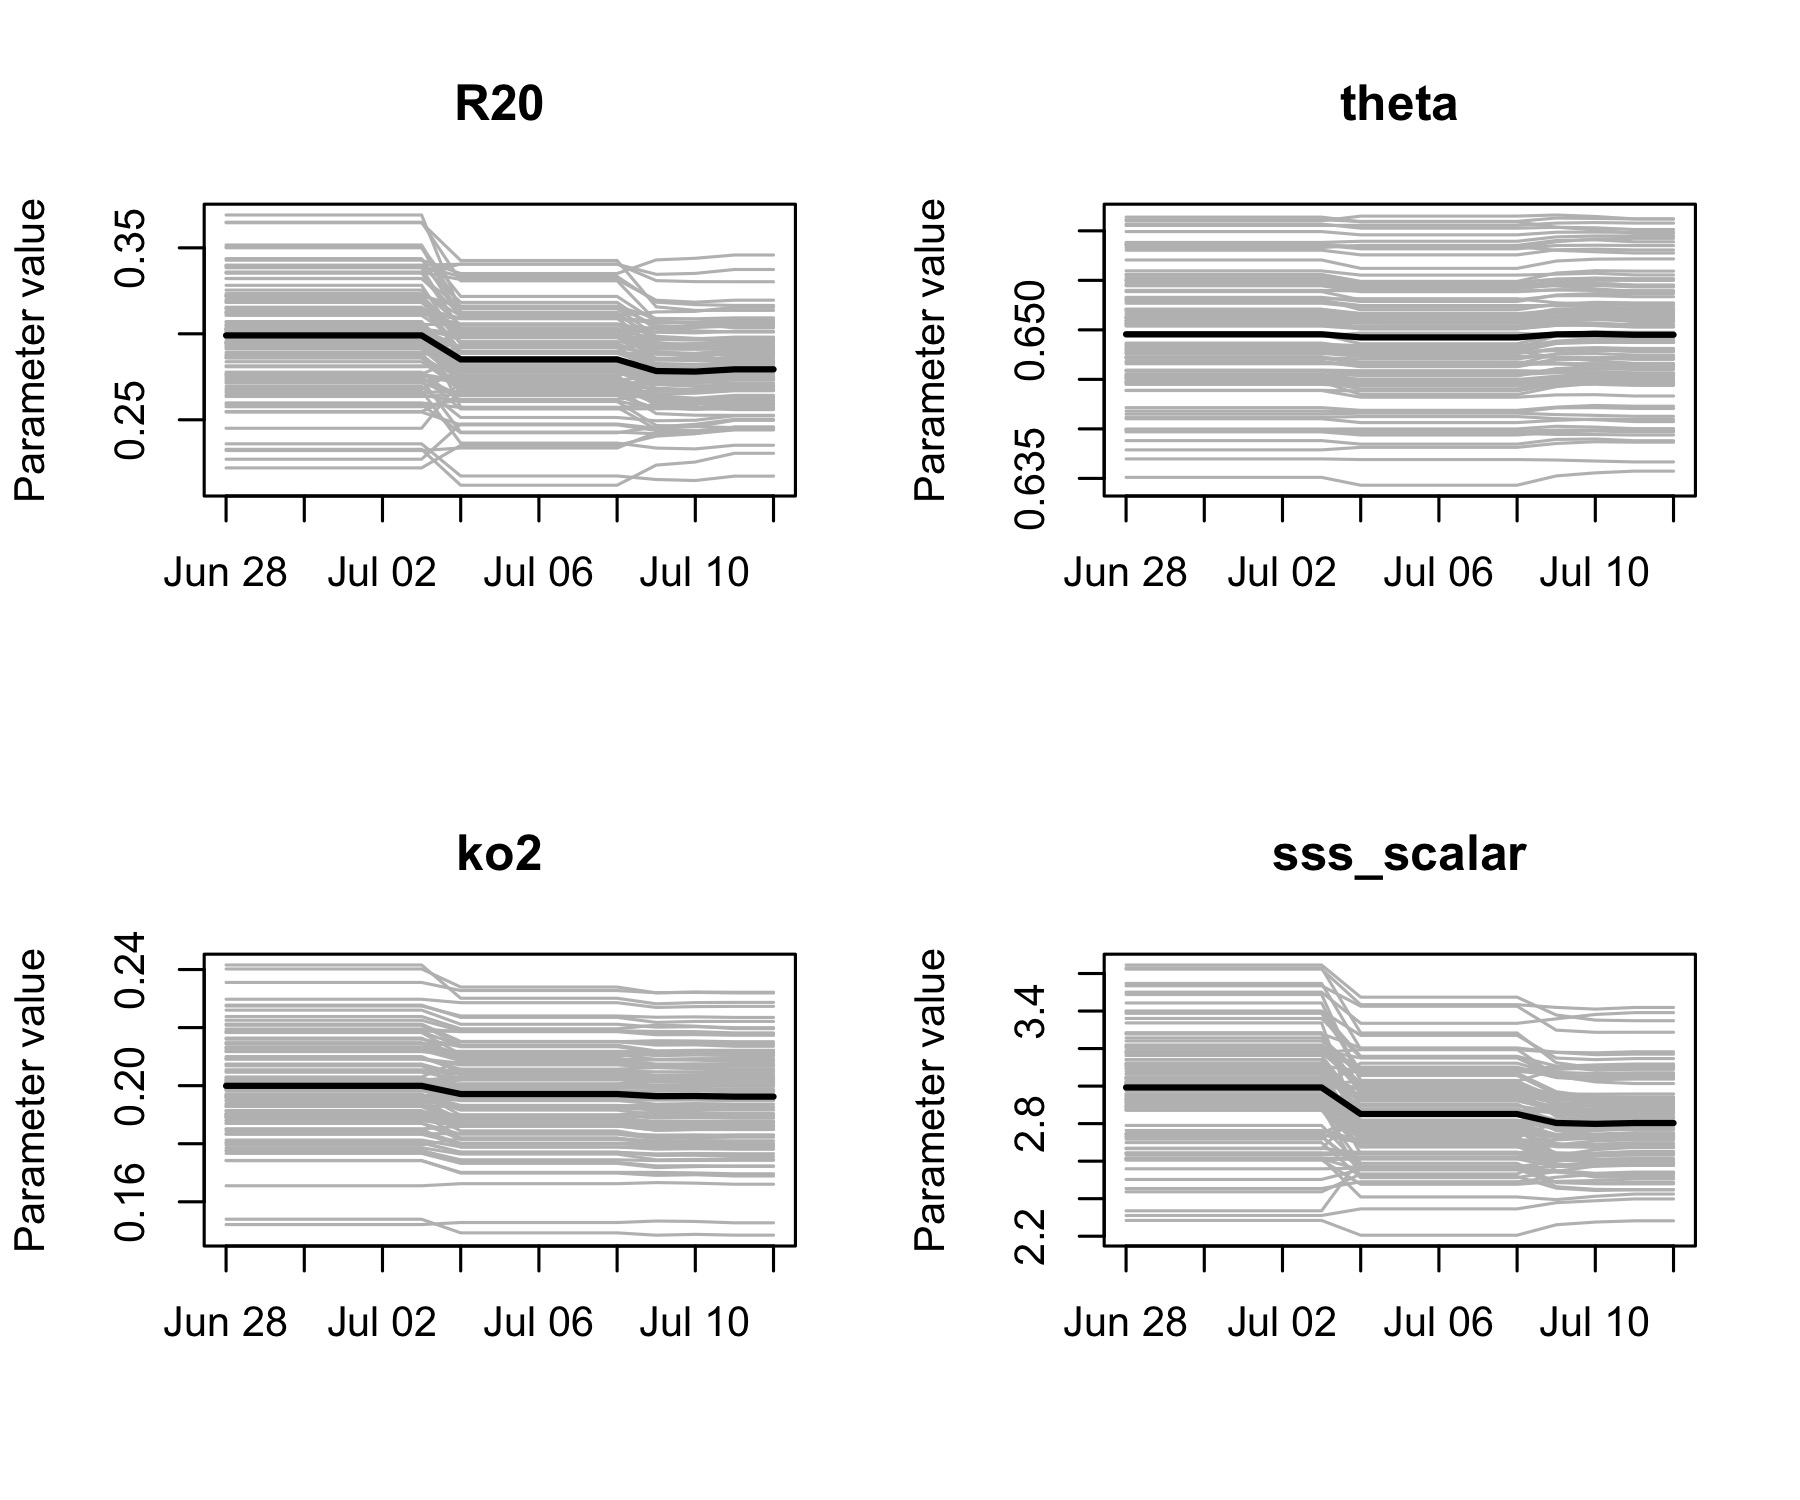 R20
Parameter value
0.35
0.25
Jun 28 Jul 02 Jul 06 Jul 10
theta
Parameter value
0.650
0.635
Jun 28 Jul 02 Jul 06 Jul 10
ko2
Parameter value
0.24
0.20
0.16
Jun 28 Jul 02 Jul 06 Jul 10
sss_scalar
Parameter value
3.4
2.8
2.2
Jun 28 Jul 02 Jul 06 Jul 10